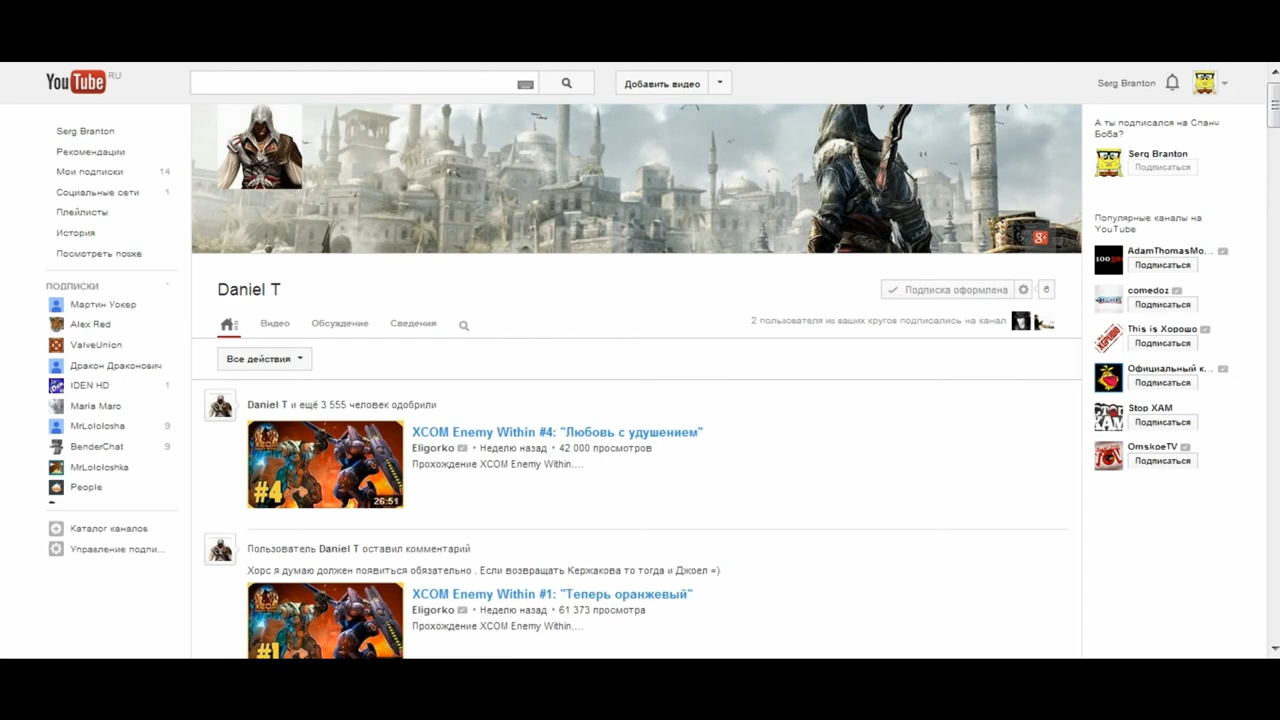 YouTube RU
Добавить видео
Serg Branton
Serg Branton
Рекомендации
Мои подписки 14
Социальные сети 1
Плейлисты
История
Посмотреть позже
ПОДПИСКИ
Мартин Уокер
Alex Red
ValveUnion
Дракон Драконович
IDEN HD 1
Maria Maro
MrLololosha 9
BenderChat 9
MrLololoshka
People
Каталог каналов
Управление подпи...
Daniel T
Подписка оформлена 6
Видео Обсуждение Сведения
2 пользователя из ваших кругов подписались на канал
Все действия
Daniel T и ещё 3 555 человек одобрили
#4
26:51
XCOM Enemy Within #4: "Любовь с удушением"
Eligorko • Неделю назад • 42 000 просмотров
Прохождение XCOM Enemy Within....
Пользователь Daniel T оставил комментарий
Хорс я думаю должен появиться обязательно . Если возвращать Кержакова то тогда и Джоел =)
XCOM
#1
XCOM Enemy Within #1: "Теперь оранжевый"
Eligorko • Неделю назад • 61 373 просмотра
Прохождение XCOM Enemy Within....
А ты подписался на Спанч
Боба?
Serg Branton
Подписаться
Популярные каналы на
YouTube
AdamThomasMo...
Подписаться
comedoz
Подписаться
This is Хорошо
Подписаться
Официальный к...
Подписаться
Stop XAM
Подписаться
OmskoeTV
Подписаться